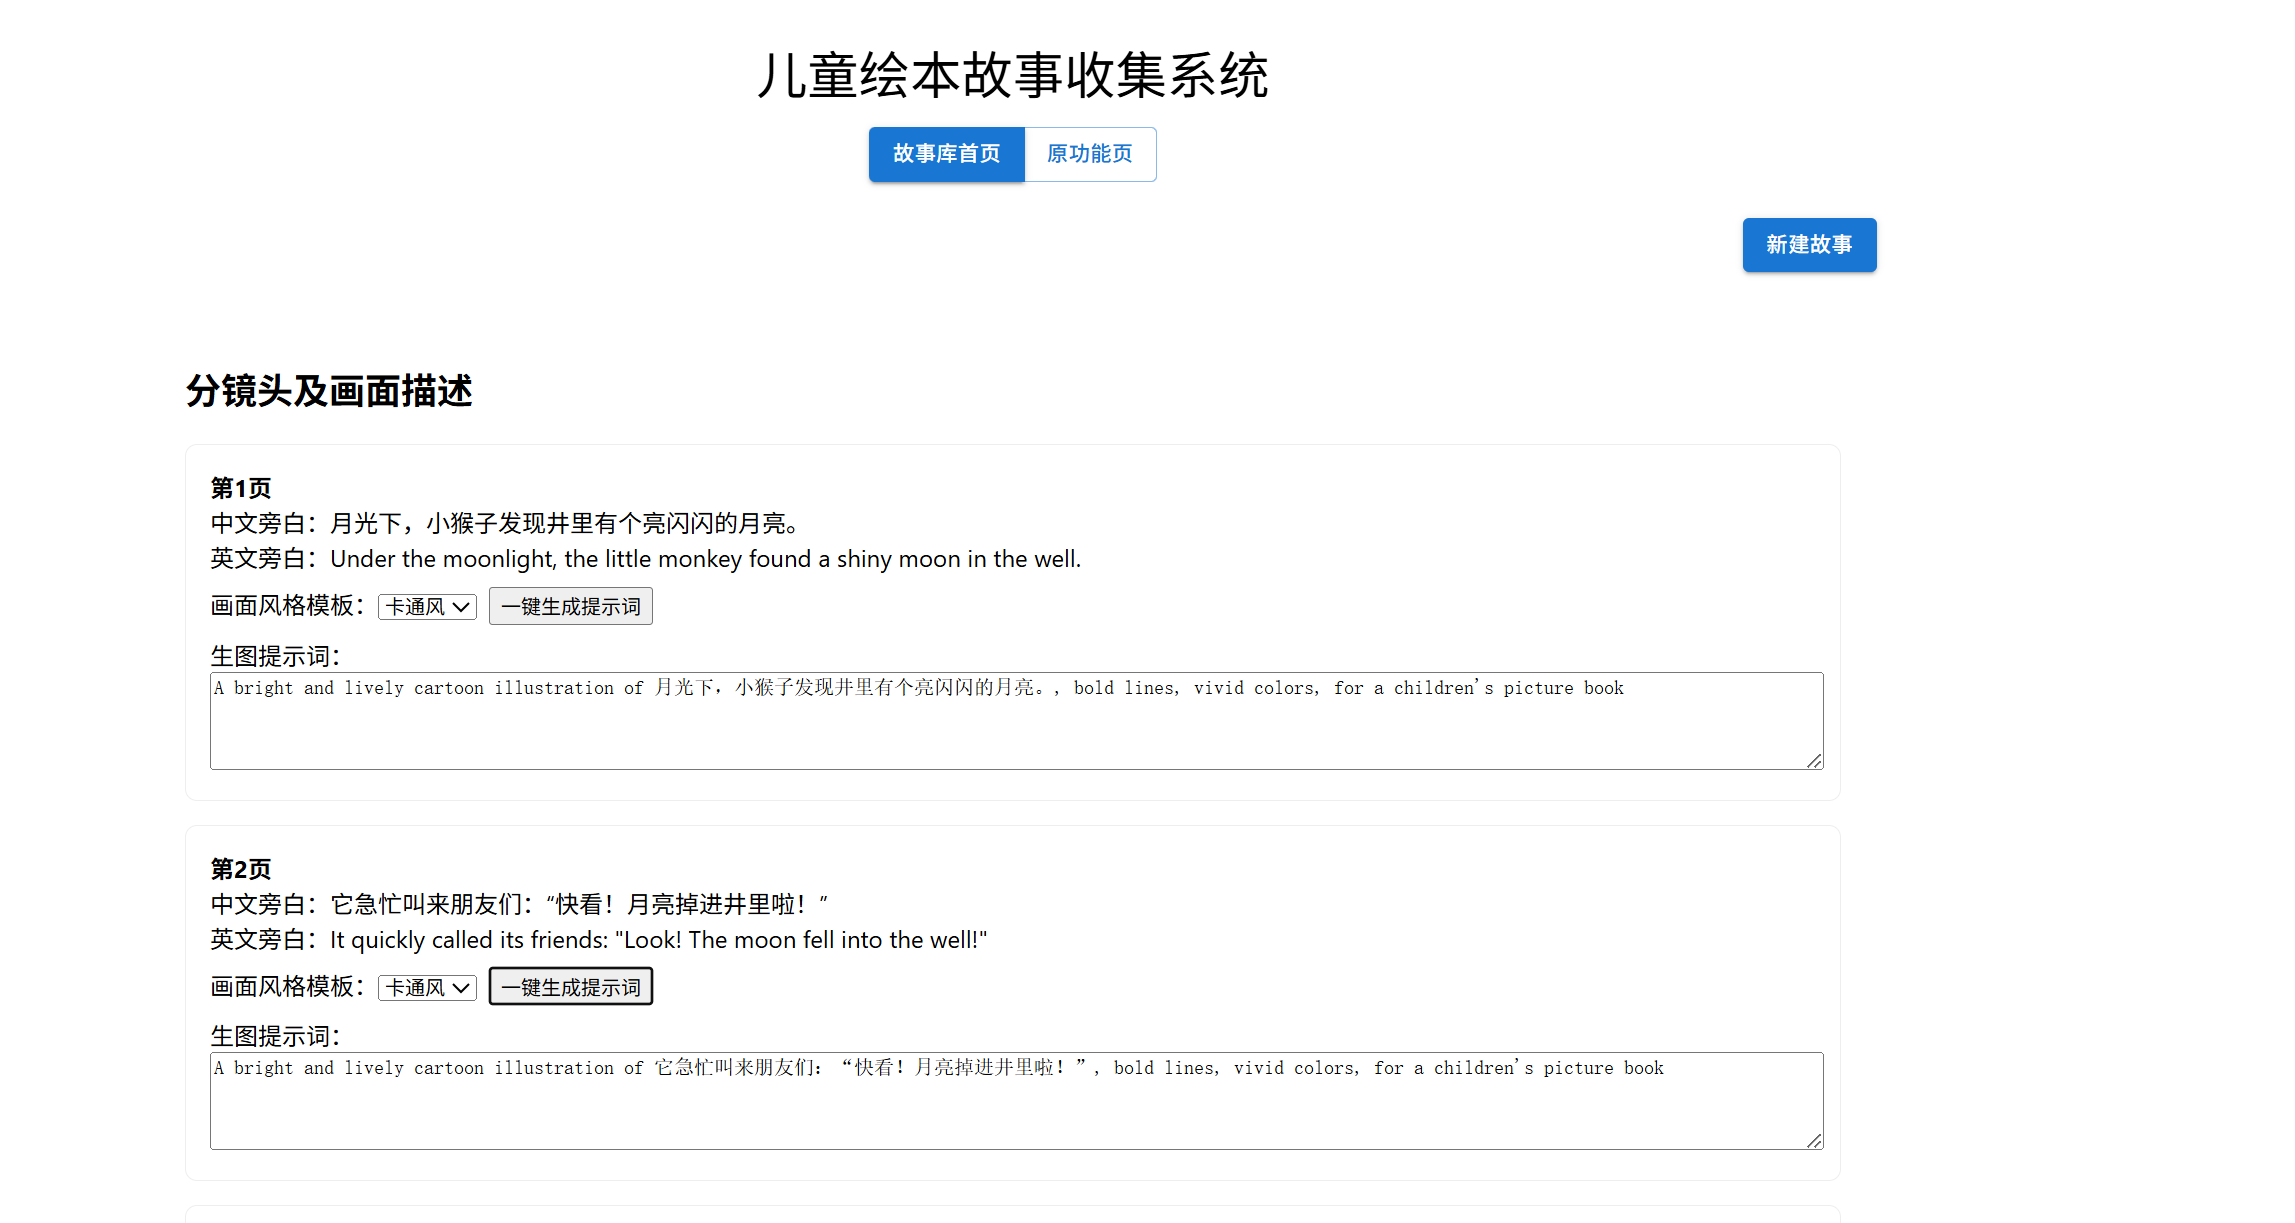 儿童绘本故事收集系统
故事库首页 原功能页
新建故事
分镜头及画面描述
第1页
中文旁白：月光下，小猴子发现井里有个亮闪闪的月亮。
英文旁白：Under the moonlight, the little monkey found a shiny moon in the well.
画面风格模板： 卡通风 一键生成提示词
生图提示词：
A bright and lively cartoon illustration of 月光下，小猴子发现井里有个亮闪闪的月亮。, bold lines, vivid colors, for a children's picture book
第2页
中文旁白：它急忙叫来朋友们：“快看！月亮掉进井里啦！”
英文旁白：It quickly called its friends: "Look! The moon fell into the well!"
画面风格模板： 卡通风 一键生成提示词
生图提示词：
A bright and lively cartoon illustration of 它急忙叫来朋友们：“快看！月亮掉进井里啦！”, bold lines, vivid colors, for a children's picture book